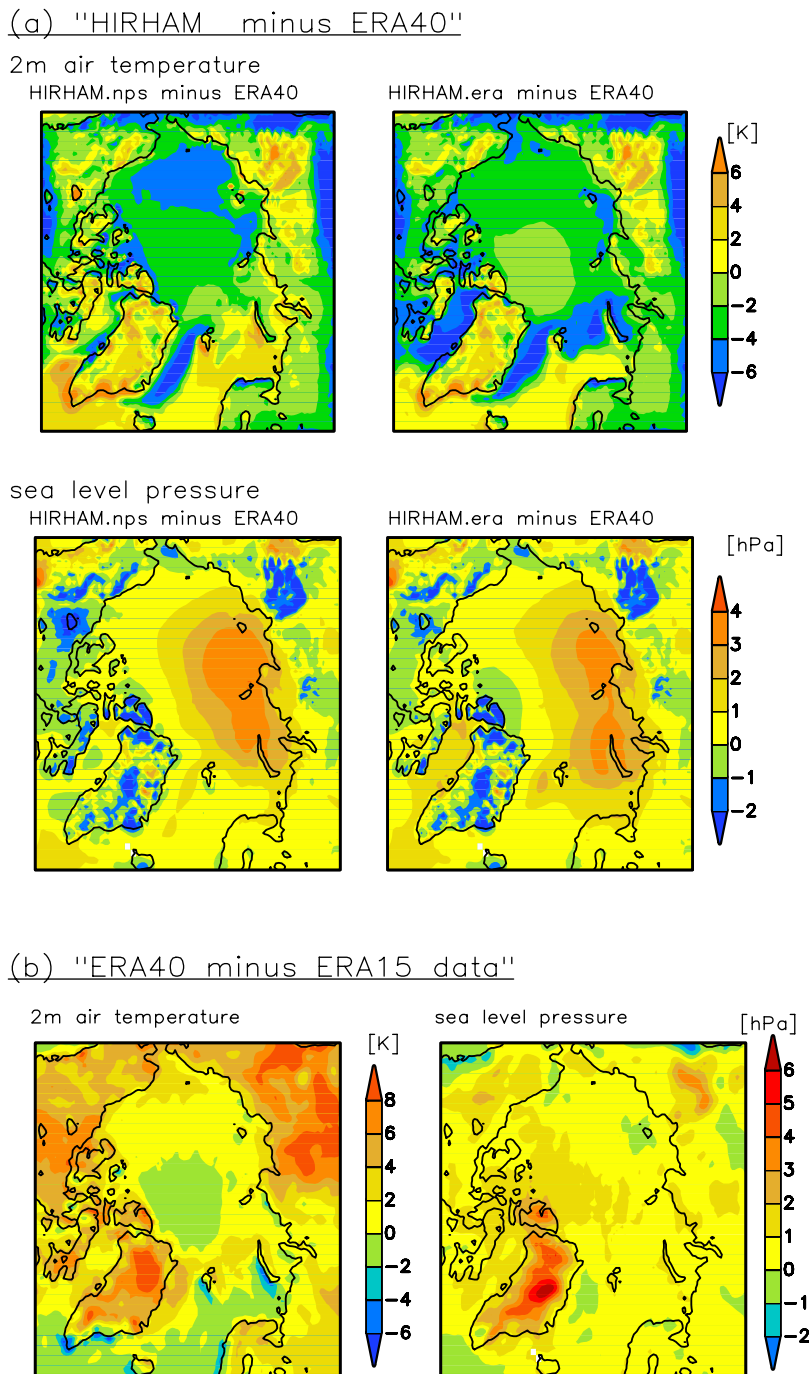 (a) "HIRHAM minus ERA40"
2m air temperature
HIRHAM.nps minus ERA40
HIRHAM.era minus ERA40
[K]
6
4
2
0
−2
−4
−6
sea level pressure
HIRHAM.nps minus ERA40
HIRHAM.era minus ERA40
[hPa]
4
3
2
1
0
−1
−2
(b) "ERA40 minus ERA15 data"
2m air temperature
[K]
8
6
4
2
0
−2
−4
−6
sea level pressure
[hPa]
6
5
4
3
2
1
0
−1
−2